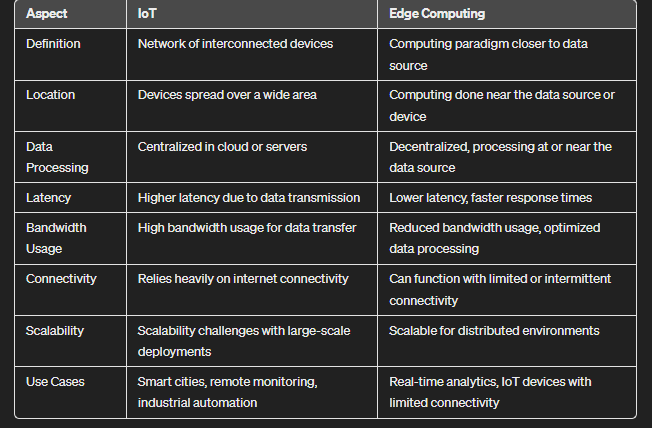 Aspect IoT Edge Computing
Definition Network of interconnected devices Computing paradigm closer to data
source
Location Devices spread over a wide area Computing done near the data source or
device
Data Centralized in cloud or servers Decentralized, processing at or near the
Processing data source
Latency Higher latency due to data transmission Lower latency, faster response times
Bandwidth High bandwidth usage for data transfer Reduced bandwidth usage, optimized
Usage data processing
Connectivity Relies heavily on internet connectivity Can function with limited or intermittent
connectivity
Scalability Scalability challenges with large-scale Scalable for distributed environments
deployments
Use Cases Smart cities, remote monitoring, Real-time analytics, IoT devices with
industrial automation limited connectivity